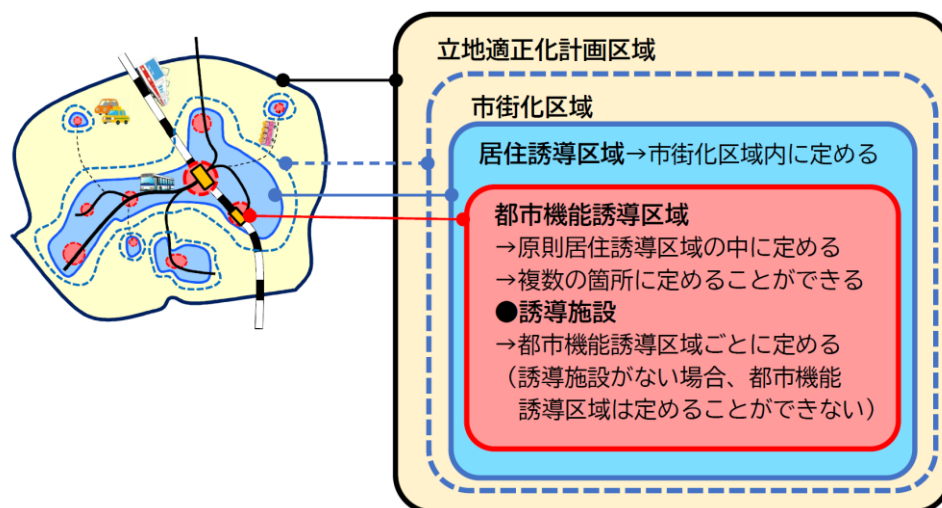 立地適正化計画区域
市街化区域
居住誘導区域→市街化区域内に定める
都市機能誘導区域
→原則居住誘導区域の中に定める
→複数の箇所に定めることができる
●誘導施設
→都市機能誘導区域ごとに定める
（誘導施設がない場合、都市機能
誘導区域は定めることができない）